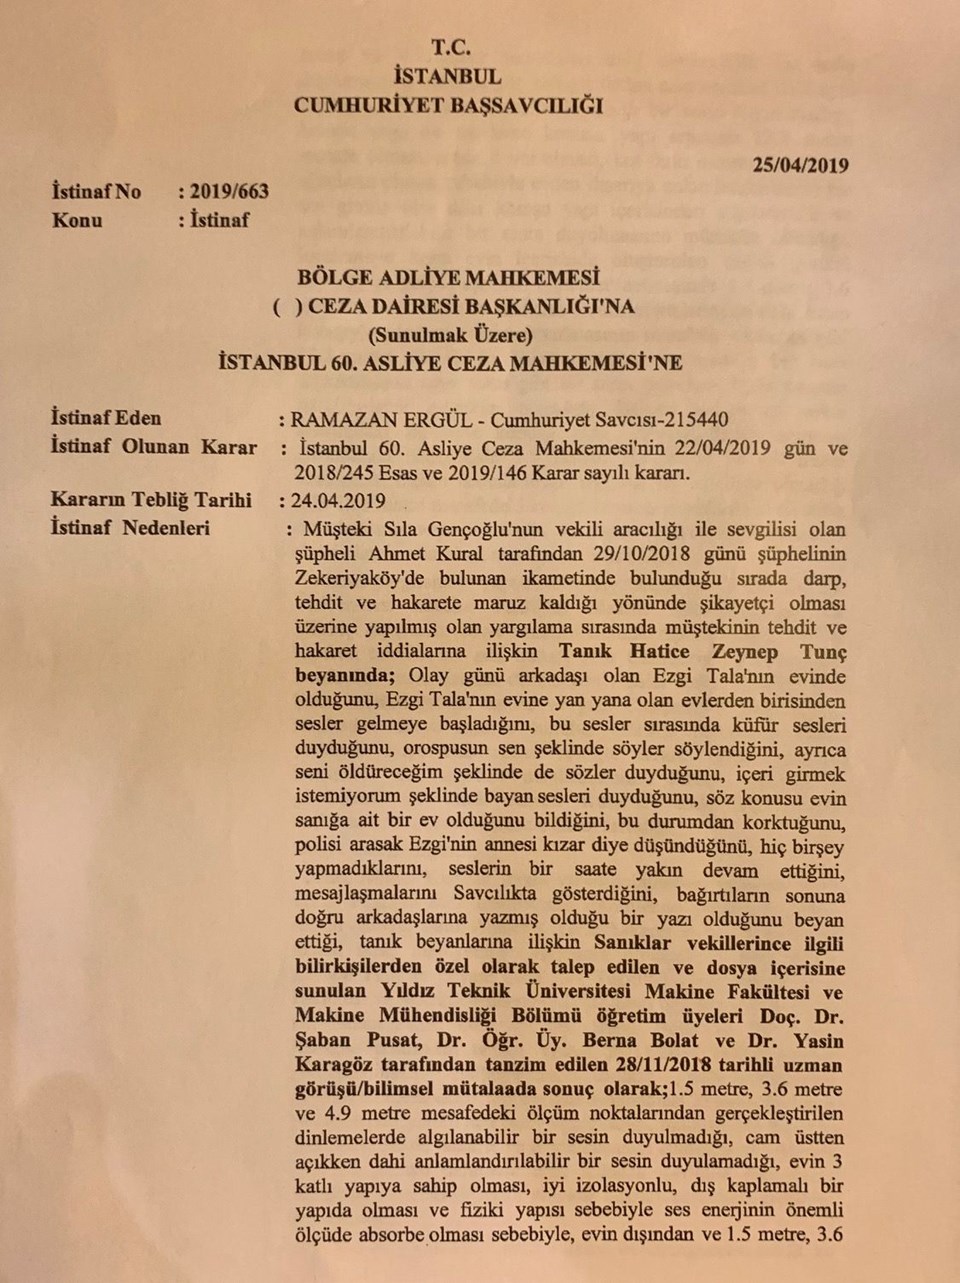 T.C.
İSTANBUL
CUMHURİYET BAŞSAVCILIĞI
25/04/2019
İstinaf No : 2019/663
Konu : İstinaf
BÖLGE ADLİYE MAHKEMESİ
( ) CEZA DAİRESİ BAŞKANLIĞI'NA
(Sunulmak Üzere)
İSTANBUL 60. ASLİYE CEZA MAHKEMESİ'NE
İstinaf Eden : RAMAZAN ERGÜL - Cumhuriyet Savcısı-215440
İstinaf Olunan Karar : İstanbul 60. Asliye Ceza Mahkemesi'nin 22/04/2019 gün ve
2018/245 Esas ve 2019/146 Karar sayılı kararı.
Kararın Tebliğ Tarihi : 24.04.2019
İstinaf Nedenleri : Müşteki Sıla Gençoğlu'nun vekili aracılığı ile sevgilisi olan
şüpheli Ahmet Kural tarafından 29/10/2018 günü şüphelinin
Zekeriyaköy'de bulunan ikametinde bulunduğu sırada darp,
tehdit ve hakarete maruz kaldığı yönünde şikayetçi olması
üzerine yapılmış olan yargılama sırasında müştekinin tehdit ve
hakaret iddialarına ilişkin Tanık Hatice Zeynep Tunç
beyanında; Olay günü arkadaşı olan Ezgi Tala'nın evinde
olduğunu, Ezgi Tala'nın evine yan yana olan evlerden birisinden
sesler gelmeye başladığını, bu sesler sırasında küfür sesleri
duyduğunu, orospusun sen şeklinde söyler söylendiğini, ayrıca
seni öldüreceğim şeklinde de sözler duyduğunu, içeri girmek
istemiyorum şeklinde bayan sesleri duyduğunu, söz konusu evin
sanığa ait bir ev olduğunu bildiğini, bu durumdan korktuğunu,
polisi arasak Ezgi'nin annesi kızar diye düşündüğünü, hiç birşey
yapmadıklarını, seslerin bir saate yakın devam ettiğini,
mesajlaşmalarını Savcılıkta gösterdiğini, bağırtıların sonuna
doğru arkadaşlarına yazmış olduğu bir yazı olduğunu beyan
ettiği, tanık beyanlarına ilişkin Sanıklar vekillerince ilgili
bilirkişilerden özel olarak talep edilen ve dosya içerisine
sunulan Yıldız Teknik Üniversitesi Makine Fakültesi ve
Makine Mühendisliği Bölümü öğretim üyeleri Doç. Dr.
Şaban Pusat, Dr. Öğr. Üy. Berna Bolat ve Dr. Yasin
Karagöz tarafından tanzim edilen 28/11/2018 tarihli uzman
görüşü/bilimsel mütalaada sonuç olarak;1.5 metre, 3.6 metre
ve 4.9 metre mesafedeki ölçüm noktalarından gerçekleştirilen
dinlemelerde algılanabilir bir sesin duyulmadığı, cam üstten
açıkken dahi anlamlandırılabilir bir sesin duyulamadığı, evin 3
katlı yapıya sahip olması, iyi izolasyonlu, dış kaplamalı bir
yapıda olması ve fiziki yapısı sebebiyle ses enerjinin önemli
ölçüde absorbe olması sebebiyle, evin dışından ve 1.5 metre, 3.6